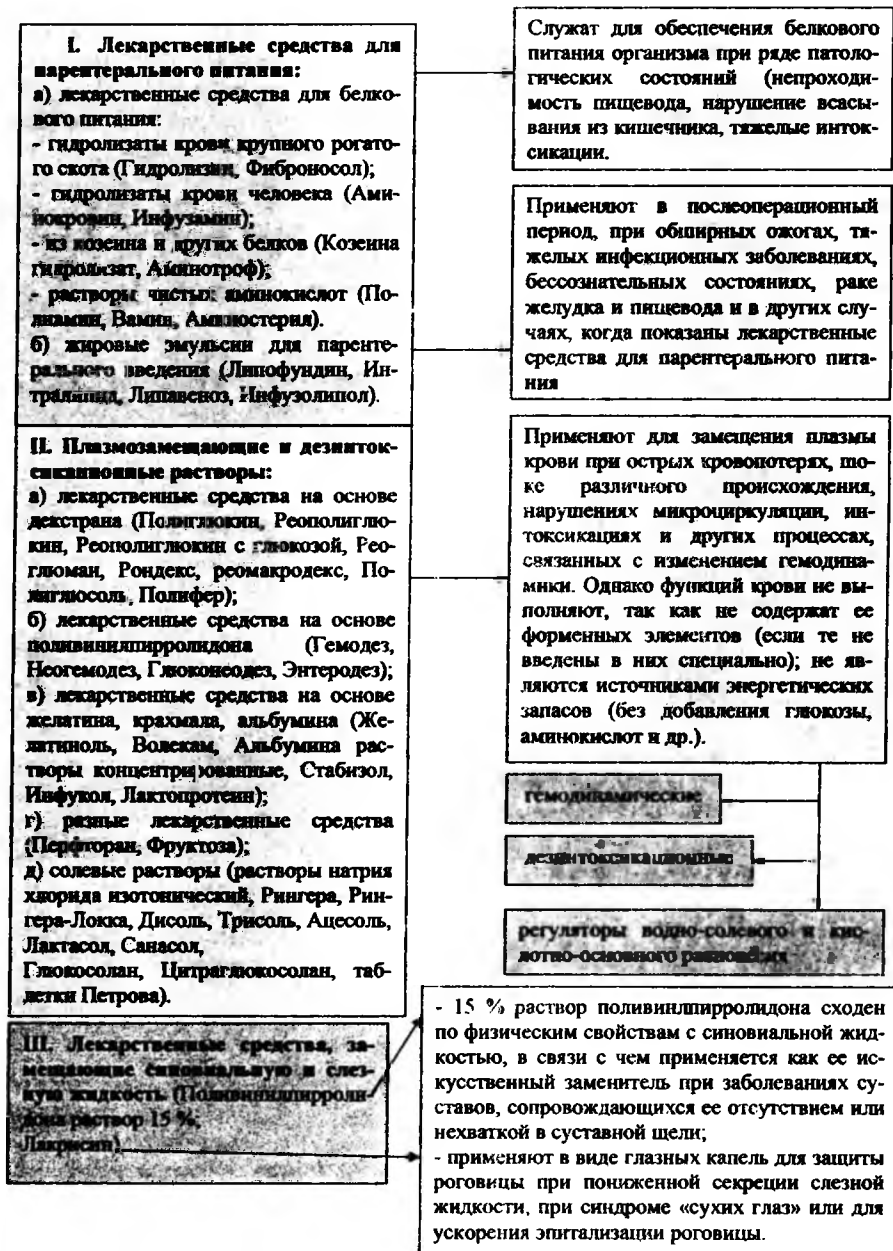 I. Лекарственные средства для
парентерального питания:
а) лекарственные средства для белко-
вого питания:
- гидролизаты крови крупного рогато-
го скота (Гидролизин, Фиброносол);
- гидролизаты крови человека (Ами-
нокровин, Инфузамин);
- из козеина и других белков (Козеина
гидролизат, Аминотроф);
- растворы чистых аминокислот (По-
лиамин, Вамин, Аминостерил).
б) жировые эмульсии для паренте-
рального введения (Липофундин, Ин-
тралипид, Липавеноз, Инфузолипол).
II. Плазмозамещающие и дезинток-
сикационные растворы:
а) лекарственные средства на основе
декстрана (Полиглюкин, Реополиглю-
кин, Реополиглюкин с глюкозой, Рео-
глюман, Рондекс, реомакродекс, По-
лиглюсоль, Полифер);
б) лекарственные средства на основе
поливинилпирролидона (Гемодез,
Неогемодез, Глюконеодез, Энтеродез);
в) лекарственные средства на основе
желатина, крахмала, альбумина (Же-
латиноль, Волекам, Альбумина рас-
творы концентрированные, Стабизол,
Инфукол, Лактопротеин);
г) разные лекарственные средства
(Перфторан, Фруктоза);
д) солевые растворы (растворы натрия
хлорида изотонический, Рингера, Рин-
гера-Локка, Дисоль, Трисоль, Ацесоль,
Лактасол, Санасол,
Глюкосолан, Цитраглюкосолан, таб-
летки Петрова).
III. Лекарственные средства, за-
мещающие синовиальную и слез-
ную жидкость (Поливинилпирроли-
дона раствор 15 %,
Лакрисин)
Служат для обеспечения белкового
питания организма при ряде патоло-
гических состояний (непроходи-
мость пищевода, нарушение всасы-
вания из кишечника, тяжелые инток-
сикации.
Применяют в послеоперационный
период, при обширных ожогах, тя-
желых инфекционных заболеваниях,
бессознательных состояниях, раке
желудка и пищевода и в других слу-
чаях, когда показаны лекарственные
средства для парентерального пита-
ния
Применяют для замещения плазмы
крови при острых кровопотерях, шо-
ке различного происхождения,
нарушениях микроциркуляции, ин-
токсикациях и других процессах,
связанных с изменением гемодина-
мики. Однако функций крови не вы-
полняют, так как не содержат ее
форменных элементов (если те не
введены в них специально); не яв-
ляются источниками энергетических
запасов (без добавления глюкозы,
аминокислот и др.).
гемодинамические
дезинтоксикационные
регуляторы водно-солевого и кис-
лотно-основного равновесия
- 15 % раствор поливинлпирролидона сходен
по физическим свойствам с синовиальной жид-
костью, в связи с чем применяется как ее ис-
кусственный заменитель при заболеваниях су-
ставов, сопровождающихся ее отсутствием или
нехваткой в суставной щели;
- применяют в виде глазных капель для защиты
роговицы при пониженной секреции слезной
жидкости, при синдроме «сухих глаз» или для
ускорения эпитализации роговицы.